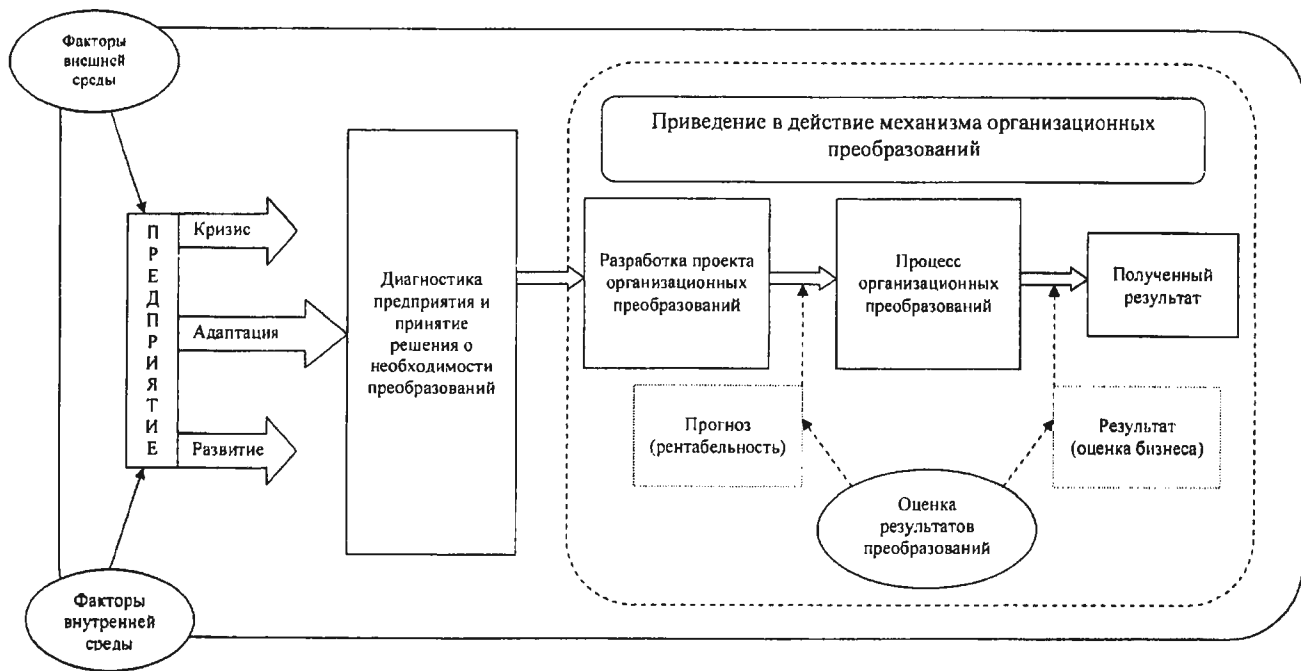 Факторы
внешней
среды
Приведение в действие механизма организационных
преобразований
ПРЕДПРИЯТИЕ
Кризис
Адаптация
Развитие
Диагностика
предприятия и
принятие
решения о
необходимости
преобразований
Разработка проекта
организационных
преобразований
Процесс
организационных
преобразований
Полученный
результат
Прогноз
(рентабельность)
Результат
(оценка бизнеса)
Оценка
результатов
преобразований
Факторы
внутренней
среды